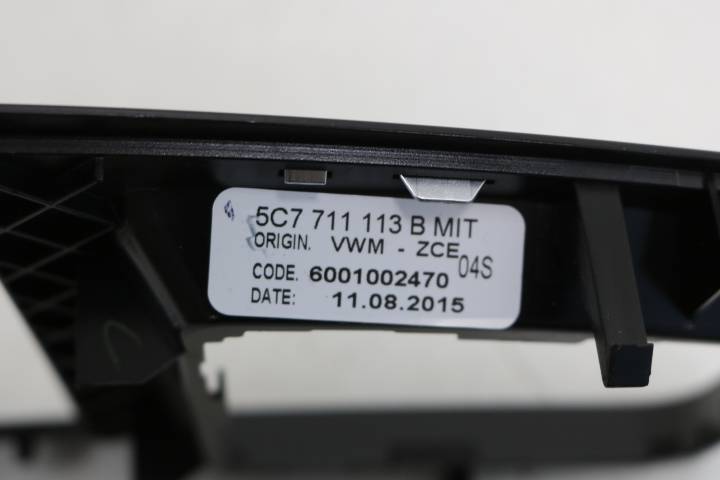 5C7 711 113 B MIT
ORIGIN. VWM - ZCE
04S
CODE. 6001002470
DATE: 11.08.2015